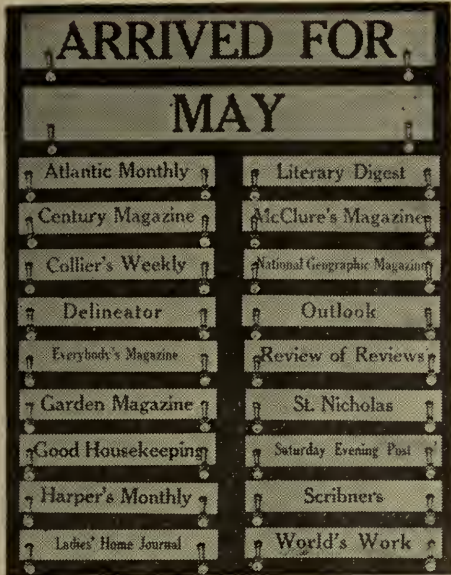 ARRIVED FOR
MAY
Atlantic Monthly
Century Magazine
Collier's Weekly
Delineator
Everybody's Magazine
Garden Magazine
Good Housekeeping
Harper's Monthly
Ladies' Home Journal
Literary Digest
McClure's Magazine
National Geographic Magazine
Outlook
Review of Reviews
St. Nicholas
Saturday Evening Post
Scribner's
World's Work